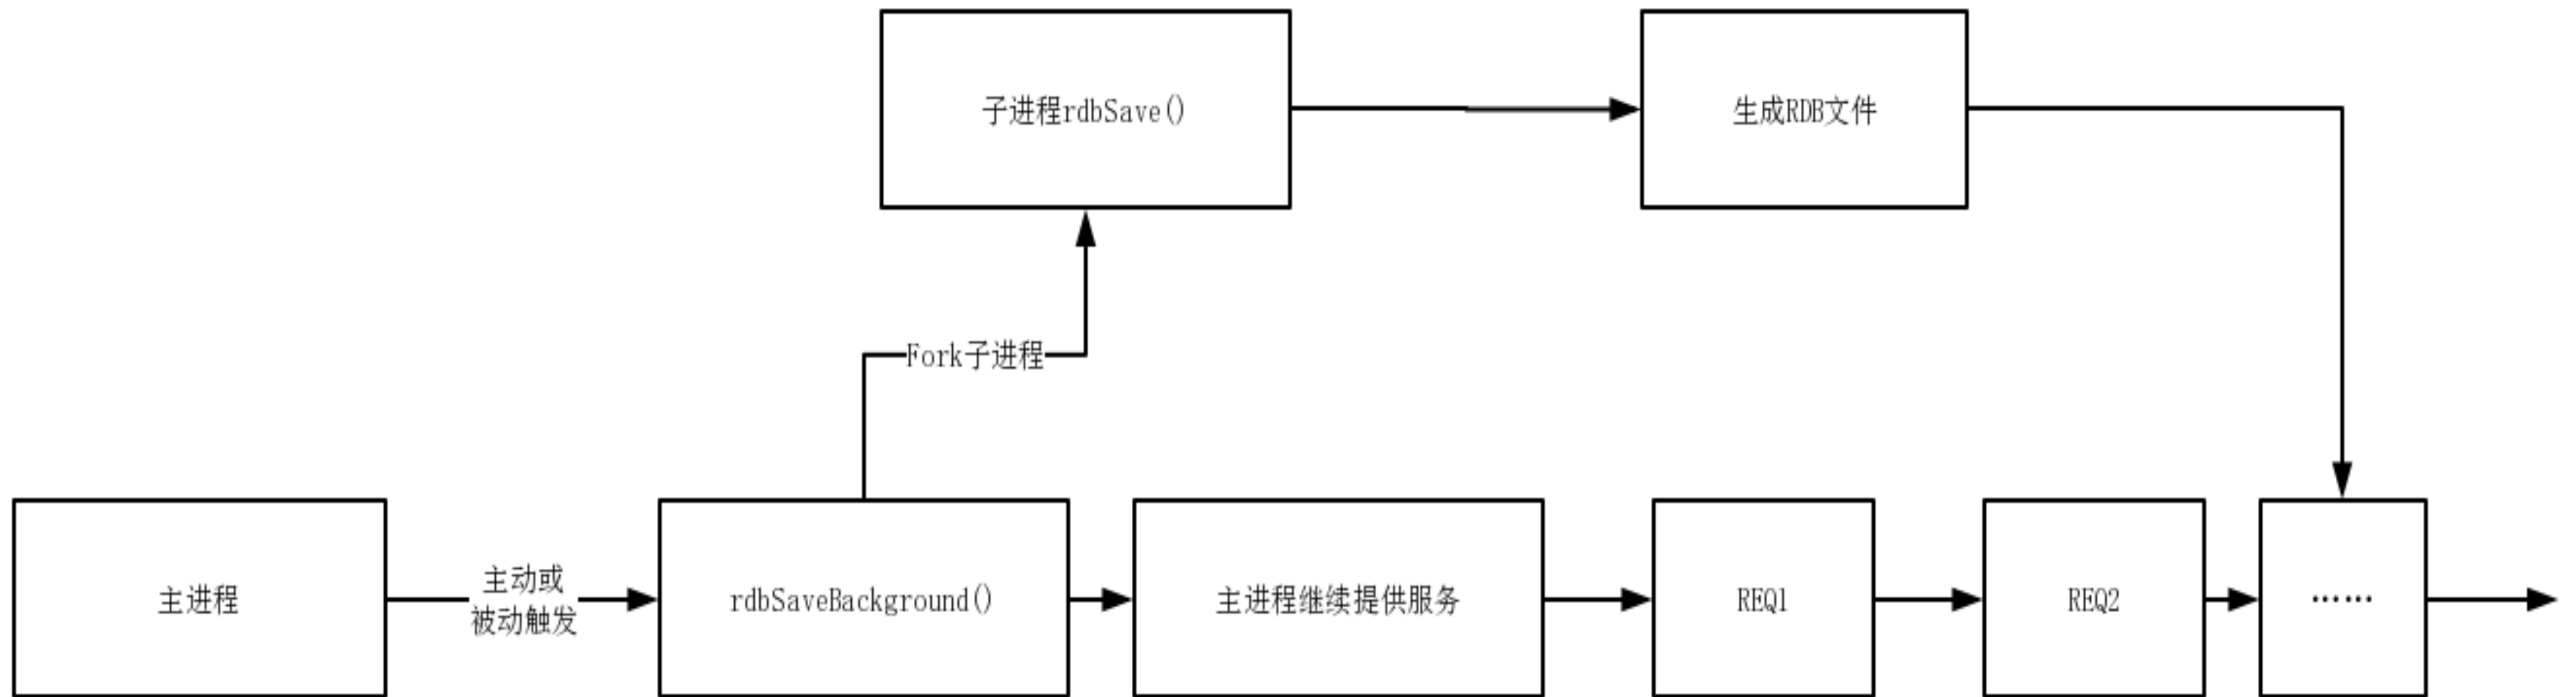 子进程rdbSave()
生成RDB文件
Fork子进程
主进程
主动或
被动触发
rdbSaveBackground()
主进程继续提供服务
REQ1
REQ2
……